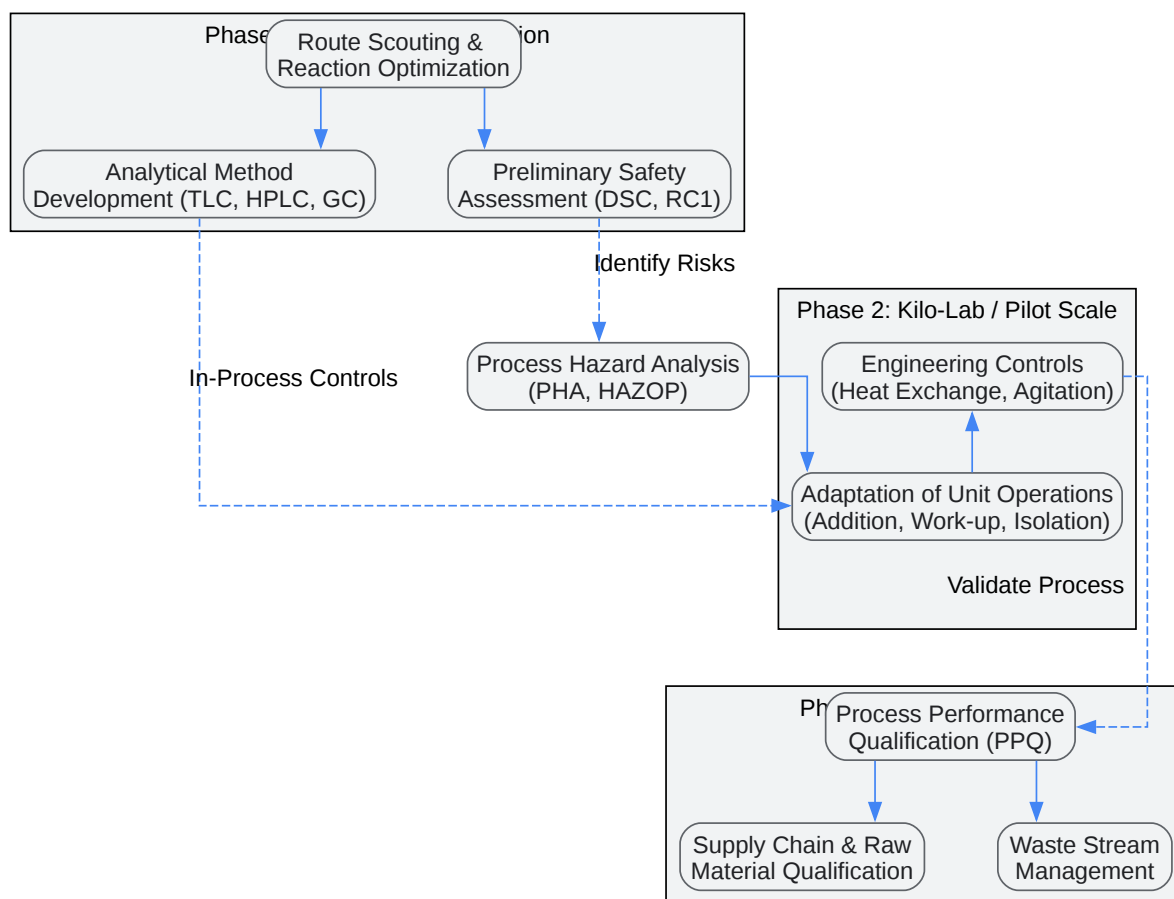 Phase
Route Scouting &
Reaction Optimization
Analytical Method
Development (TLC, HPLC, GC)
Preliminary Safety
Assessment (DSC, RC1)
Identify Risks
Phase 2: Kilo-Lab / Pilot Scale
Process Hazard Analysis
(PHA, HAZOP)
Engineering Controls
(Heat Exchange, Agitation)
In-Process Controls
Adaptation of Unit Operations
(Addition, Work-up, Isolation)
Validate Process
Process Performance
Qualification (PPQ)
Supply Chain & Raw
Material Qualification
Waste Stream
Management